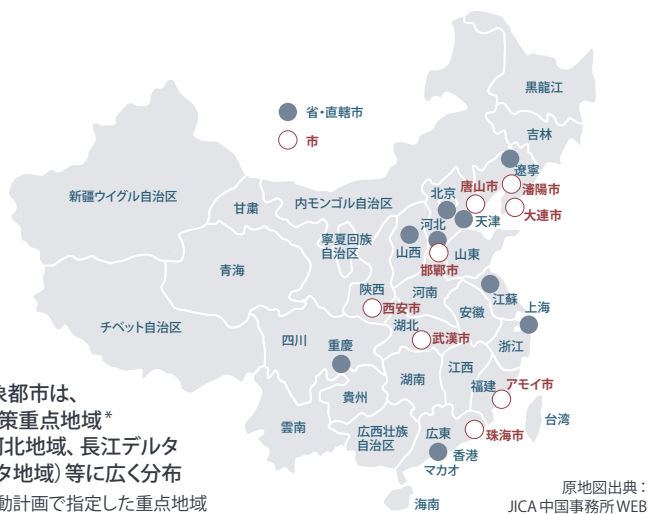 黒龍江
省・直轄市
吉林
市
遼寧
唐山市
瀋陽市
北京
新疆ウイグル自治区
内モンゴル自治区
甘粛
大連市
河北
天津
寧夏回族
自治区
山西
山東
青海
邯鄲市
陝西
河南
江蘇
西安市
安徽
上海
チベット自治区
湖北
武漢市
四川
重慶
浙江
江西
湖南
福建
アモイ市
貴州
台湾
雲南
広西壮族
自治区
広東
珠海市
香港
マカオ
海南
象都市は、
策重点地域*
河北地域、長江デルタ
タ地域）等に広く分布
動計画で指定した重点地域
原地図出典：
JICA中国事務所WEB